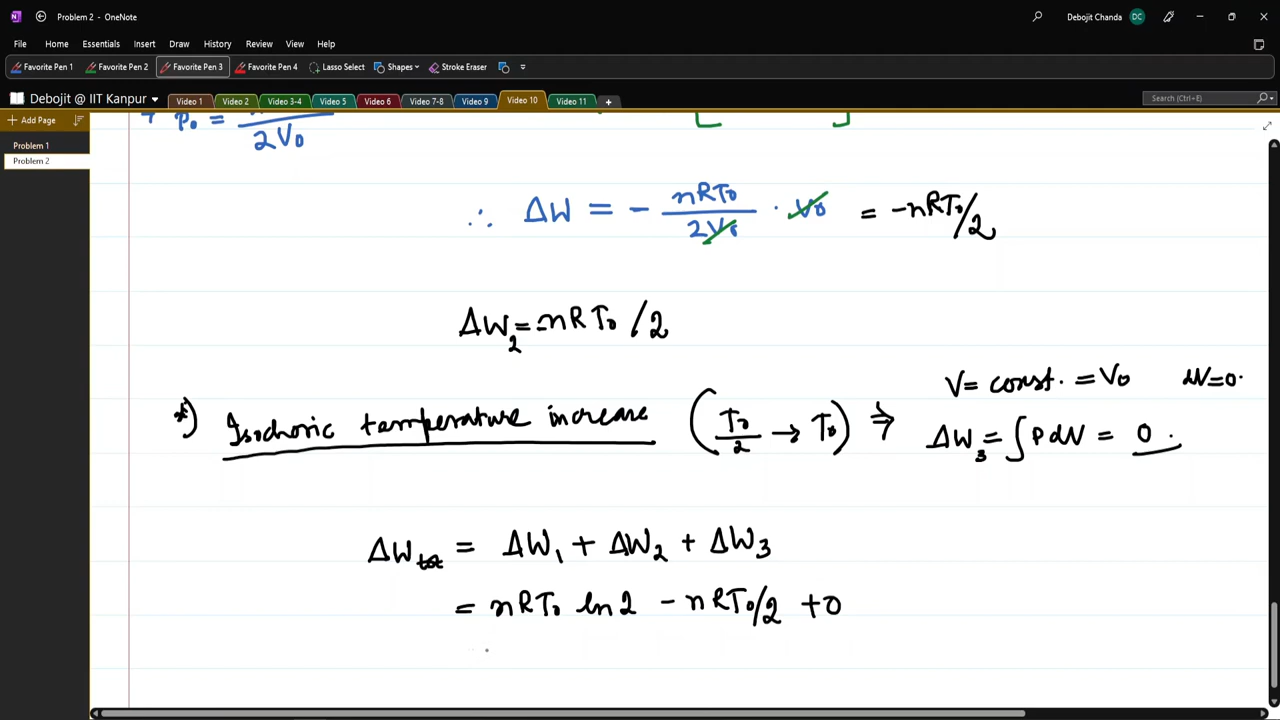 Problem 2 - OneNote
Debojit Chanda DC
File Home Essentials Insert Draw History Review View Help
Favorite Pen 1 Favorite Pen 2 Favorite Pen 3 Favorite Pen 4 Lasso Select Shapes Stroke Eraser
Debojit @ IIT Kanpur Video 1 Video 2 Video 3-4 Video 5 Video 6 Video 7-8 Video 9 Video 10 Video 11 + Search (Ctrl+E)
+ Add Page
Problem 1
Problem 2
P₀ = / 2V₀
∴ ΔW = - nRT₀/2V₀ · V₀ = -nRT₀/2
ΔW₂ = -nRT₀/2
V = const. = V₀ dV=0.
*) Isochoric temperature increase (T₀/2 → T₀) ⇒ ΔW₃ = ∫PdV = 0.
ΔW tot = ΔW₁ + ΔW₂ + ΔW₃
= nRT₀ ln2 - nRT₀/2 + 0